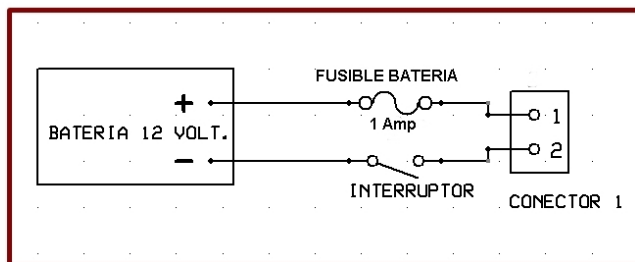 FUSIBLE BATERIA
+
1
1 Amp
BATERIA 12 VOLT.
2
-
INTERRUPTOR
CONECTOR 1